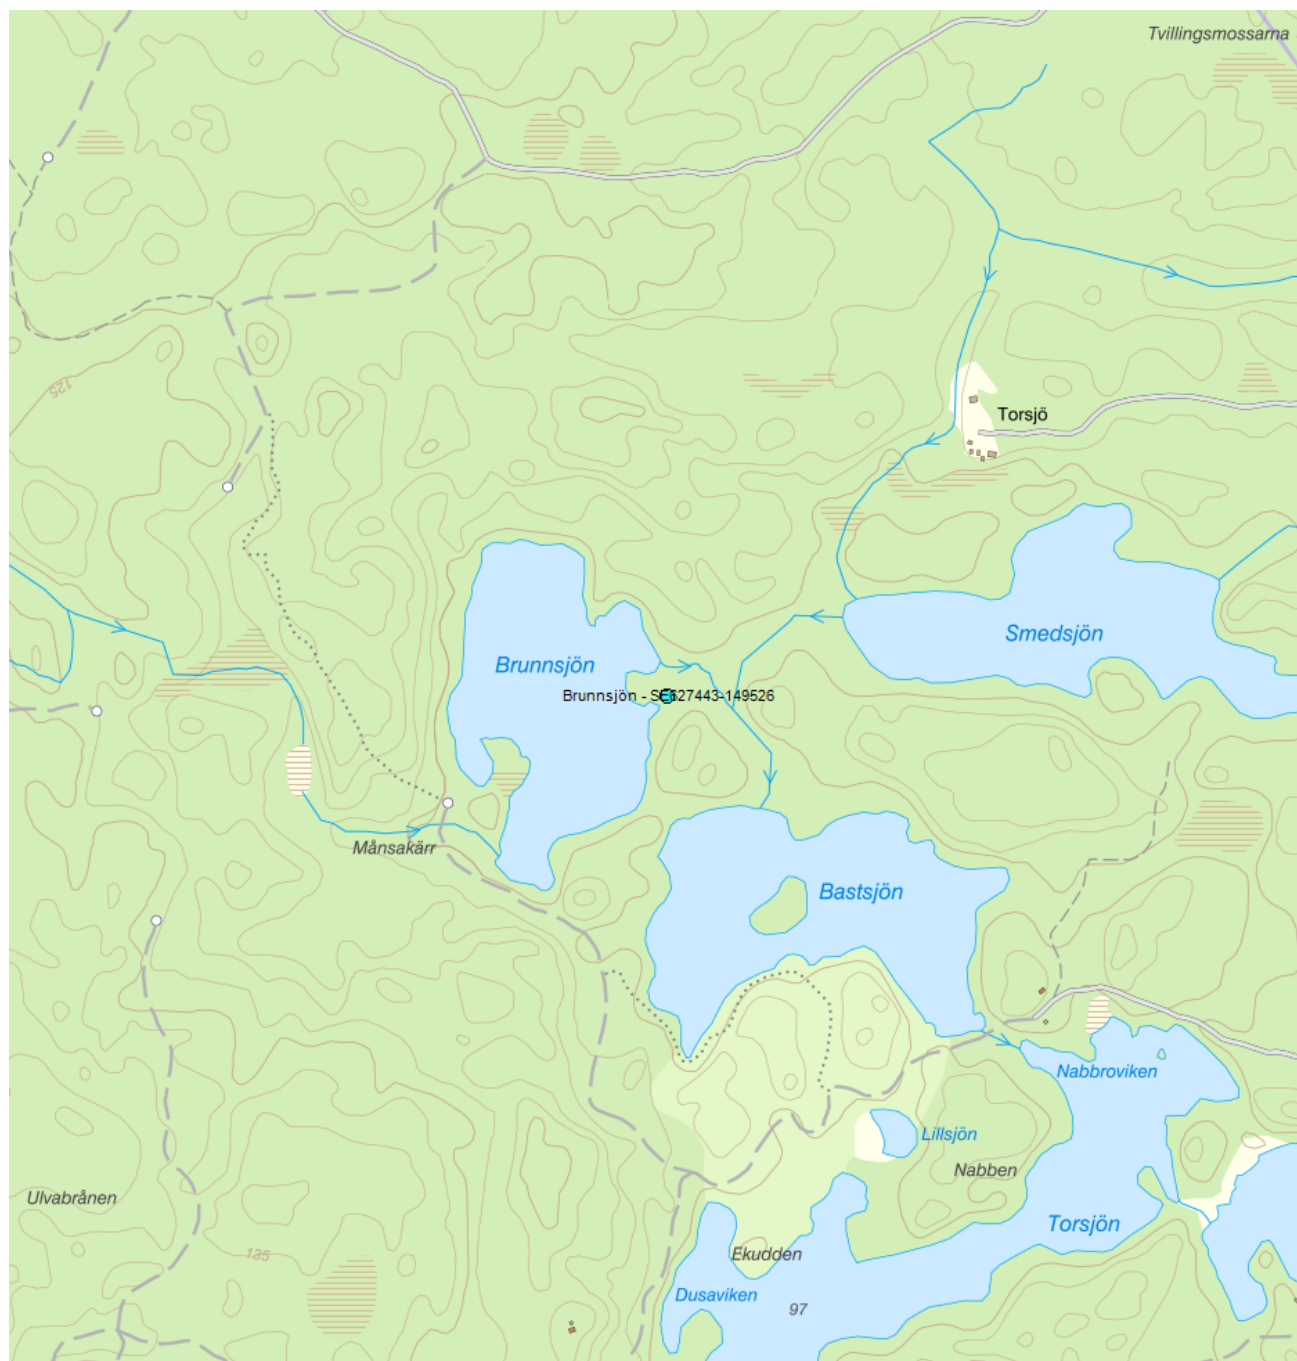 Tvillingsmossarna
125
Torsjö
Smedsjön
Brunnsjön
Brunnsjön - SE627443-149526
Månsakärr
Bastsjön
Nabbroviken
Lillsjön
Nabben
Ulvabrånen
Torsjön
135
Ekudden
Dusaviken
97